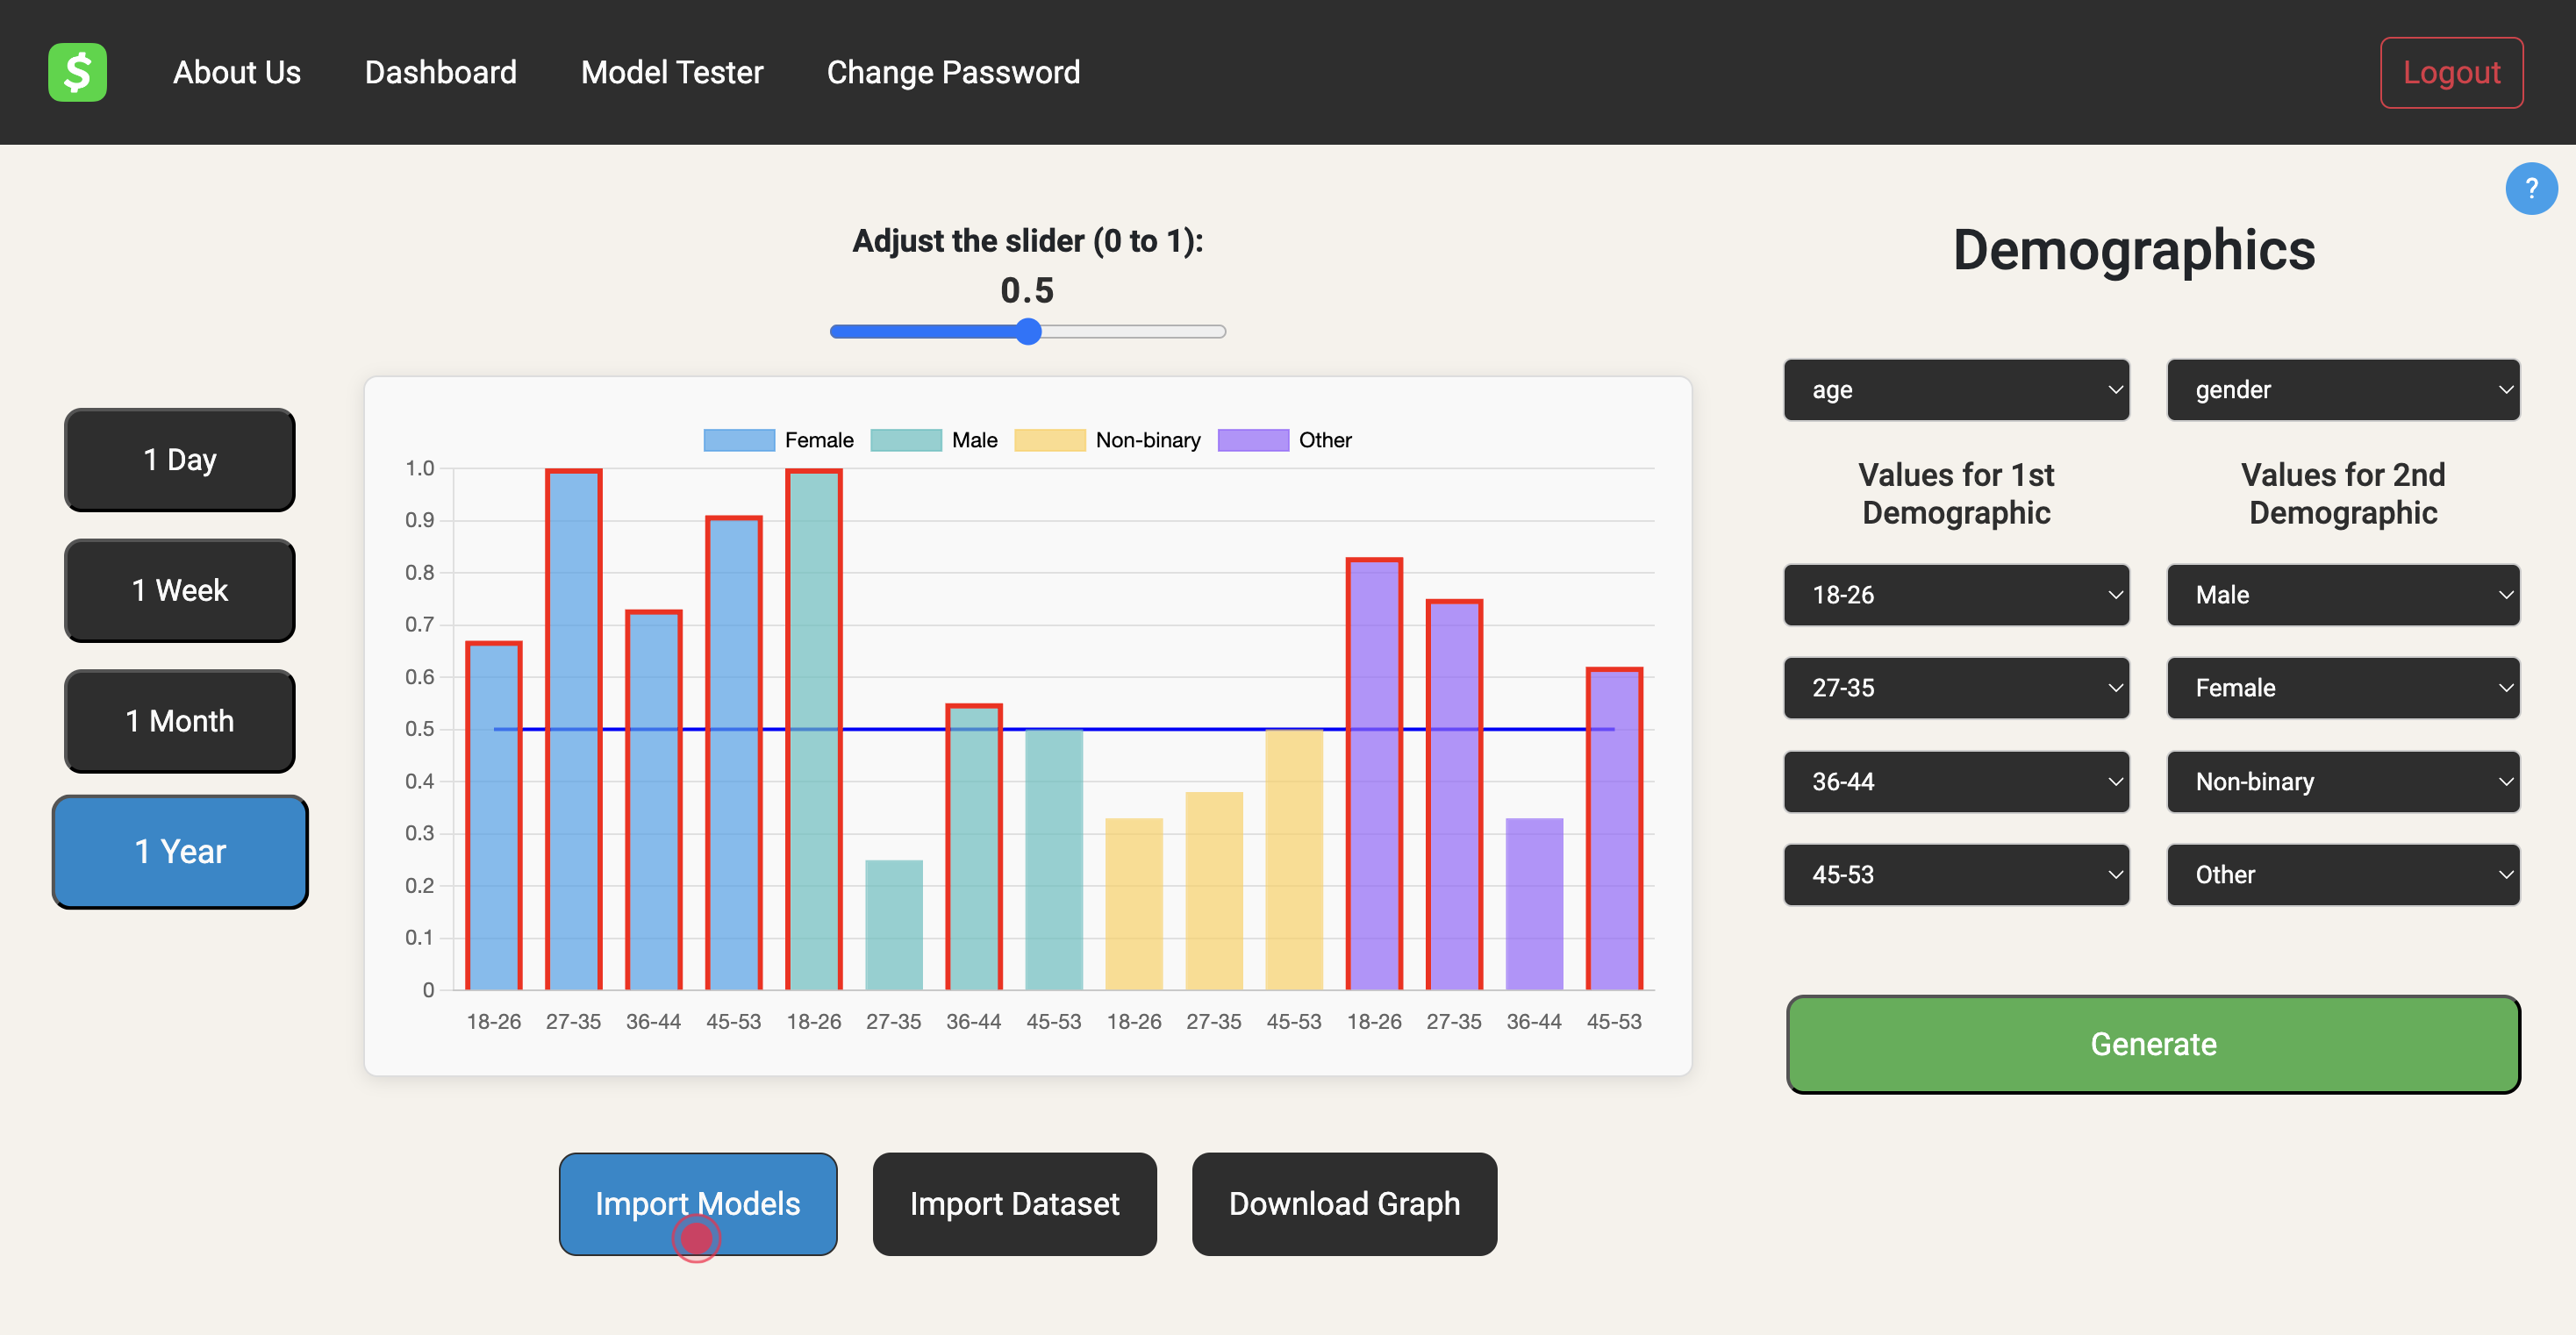 $ About Us Dashboard Model Tester Change Password Logout
?
Adjust the slider (0 to 1):
0.5
1 Day
1 Week
1 Month
1 Year
Female Male Non-binary Other
1.0
0.9
0.8
0.7
0.6
0.5
0.4
0.3
0.2
0.1
0
18-26 27-35 36-44 45-53 18-26 27-35 36-44 45-53 18-26 27-35 45-53 18-26 27-35 36-44 45-53
Import Models Import Dataset Download Graph
Demographics
age gender
Values for 1st
Demographic
Values for 2nd
Demographic
18-26 Male
27-35 Female
36-44 Non-binary
45-53 Other
Generate